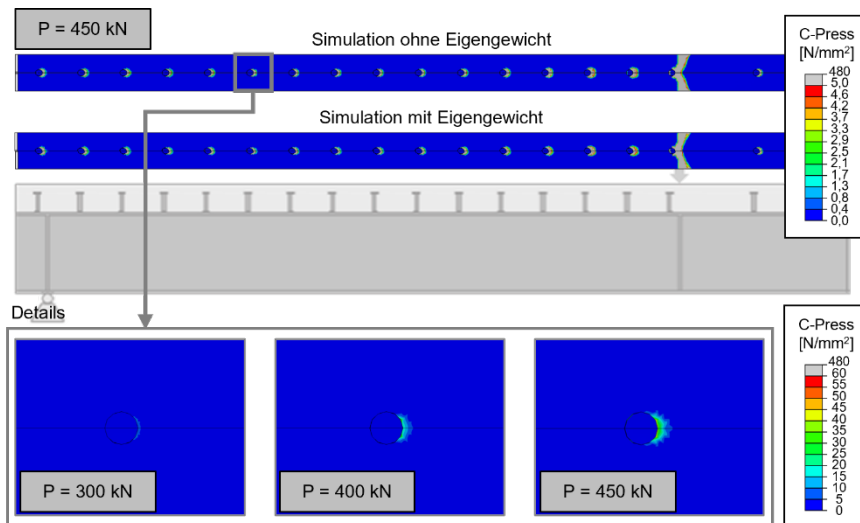 P = 450 kN
Simulation ohne Eigengewicht
C-Press
[N/mm²]
480
5,0
4,6
4,2
3,8
3,3
2,9
2,5
2,1
1,7
1,3
0,8
0,4
0,0
Simulation mit Eigengewicht
Details
P = 300 kN
P = 400 kN
P = 450 kN
C-Press
[N/mm²]
480
60
55
50
45
40
35
30
25
20
15
10
5
0